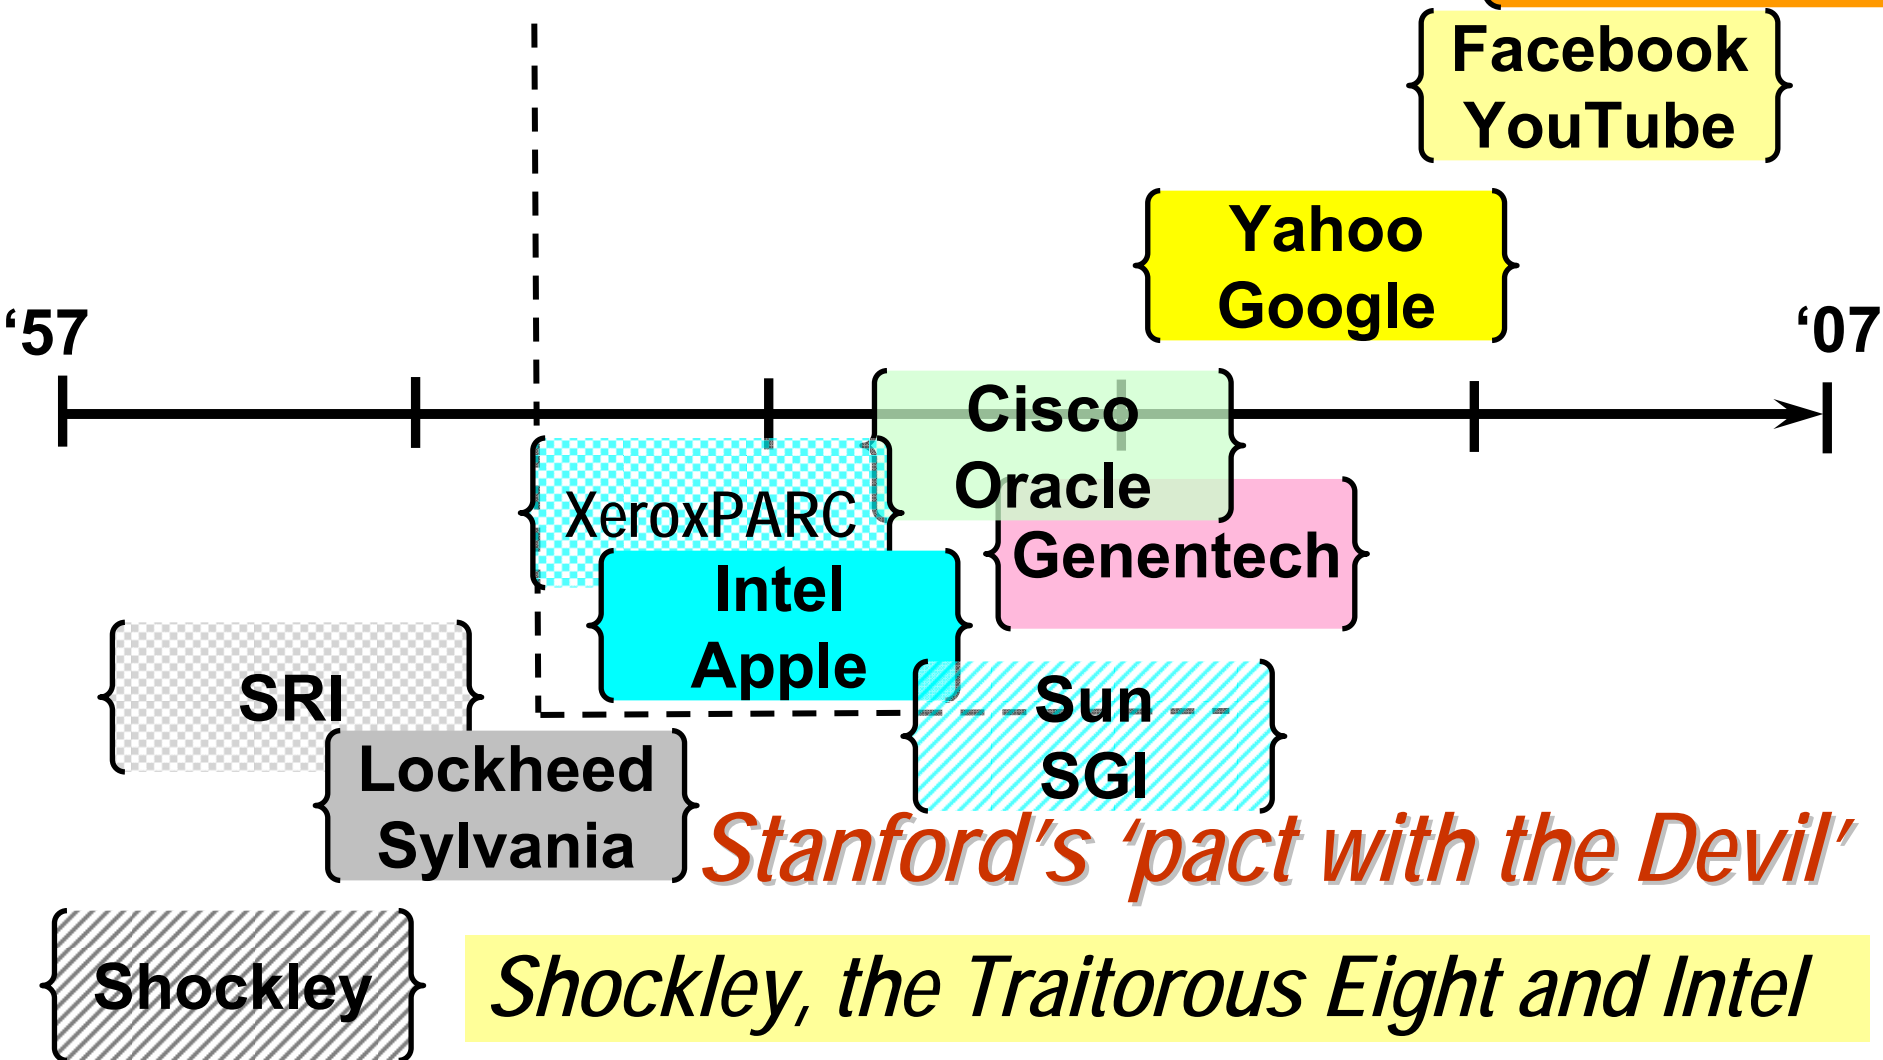 Facebook
YouTube
Yahoo
Google
‘57
‘07
Cisco
Oracle
XeroxPARC
Genentech
Intel
Apple
SRI
Sun
SGI
Lockheed
Sylvania
Stanford’s ‘pact with the Devil’
Shockley
Shockley, the Traitorous Eight and Intel